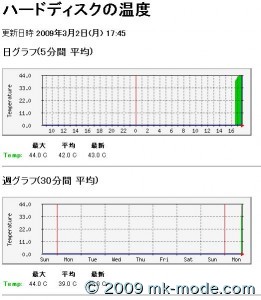 ハードディスクの温度
更新日時 2009年3月2日(月) 17:45
日グラフ(5分間 平均)
Temperature
44.0
33.0
22.0
11.0
0.0
10 12 14 16 18 20 22 0 2 4 6 8 10 12 14 16
最大 平均 最新
Temp: 44.0 C 42.0 C 43.0 C
週グラフ(30分間 平均)
Temperature
44.0
33.0
22.0
11.0
0.0
Sun Mon Tue Wed Thu Fri Sat Sun Mon
最大 平均 最新
Temp: 44.0 C 39.0 C
© 2009 mk-mode.com